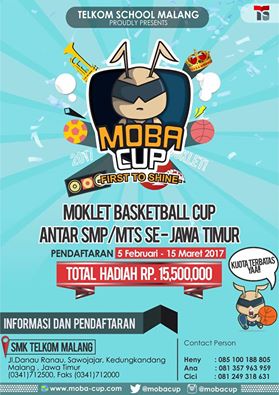 TELKOM SCHOOL MALANG
PROUDLY PRESENTS
TS
MOBA
CUP
-FIRST TO SHINE-
MOKLET BASKETBALL CUP
ANTAR SMP/MTS SE-JAWA TIMUR
PENDAFTARAN 5 Februari - 15 Maret 2017
TOTAL HADIAH RP. 15,500,000
KUOTA TERBATAS
YAA!
INFORMASI DAN PENDAFTARAN
SMK TELKOM MALANG
Jl.Danau Ranau, Sawojajar, Kedungkandang
Malang , Jawa Timur
(0341)712500, Faks (0341)712000
Contact Person
Heny : 085 100 188 805
Ana : 081 357 963 959
Cici : 081 249 318 631
www.moba-cup.com
@mobacup
@mobacup